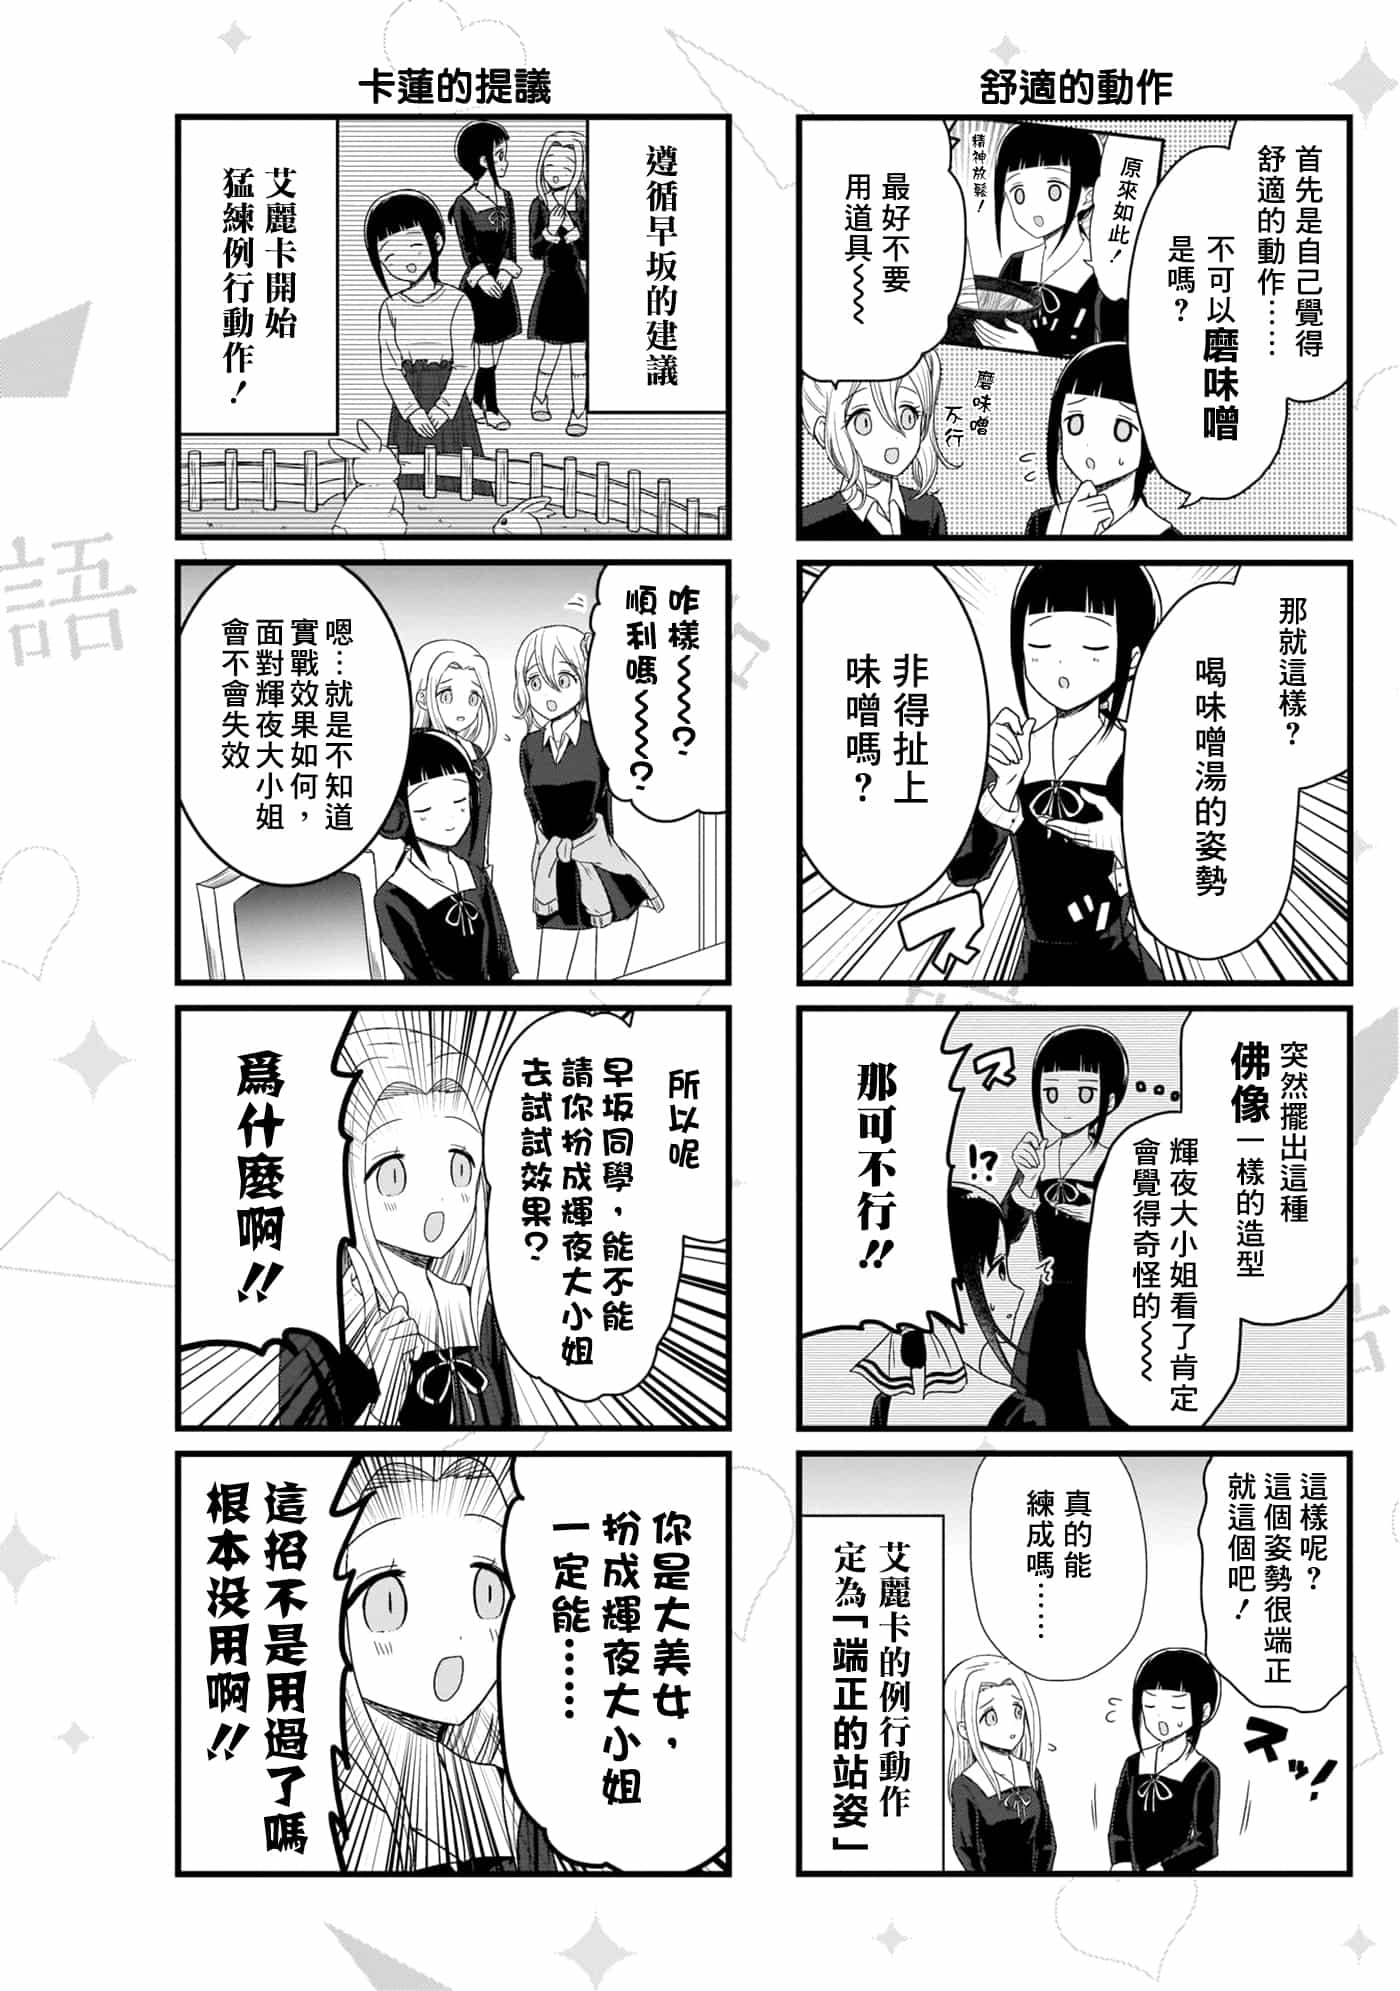 舒適的動作
首先是自己覺得
舒適的動作……
不可以磨味噌
是嗎？
原來如此！
精神放鬆！
最好不要
用道具~~~
磨味噌
不行
那就這樣？
喝味噌湯的姿勢
非得扯上
味噌嗎？
スッ
突然擺出這種
佛像一樣的造型
輝夜大小姐看了肯定
會覺得奇怪的~~~
ス…
!?
那可不行!!
這樣呢？
這個姿勢很端正
就這個吧！
スッ！
真的能
練成嗎……
艾麗卡的例行動作
定為「端正的站姿」
卡蓮的提議
遵循早坂的建議
艾麗卡開始
猛練例行動作！
咋樣~~~？
順利嗎~~~？
嗯…就是不知道
實戰效果如何，
面對輝夜大小姐
會不會失效
所以呢
早坂同學，能不能
請你扮成輝夜大小姐
去試試效果？
爲什麼啊!!
你是大美女，
扮成輝夜大小姐
一定能……
這招不是用過了嗎
根本沒用啊!!
語